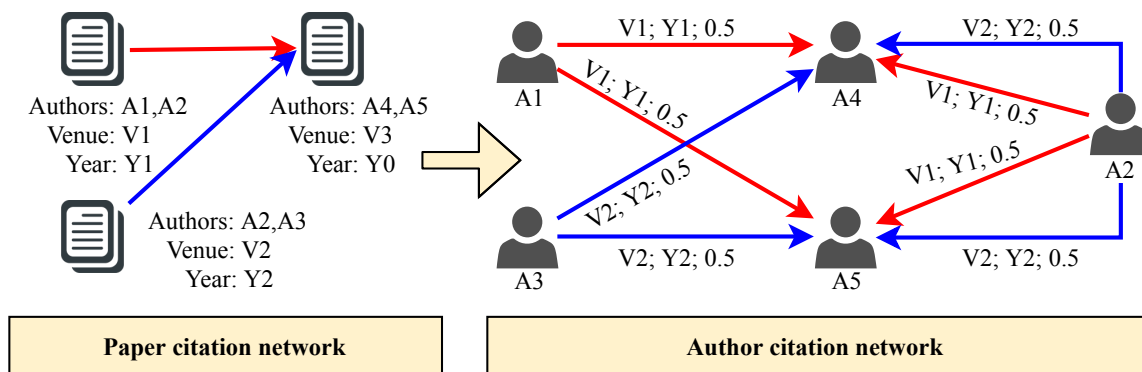 Authors: A1,A2
Venue: V1
Year: Y1
Authors: A4,A5
Venue: V3
Year: Y0
Authors: A2,A3
Venue: V2
Year: Y2
Paper citation network
V1; Y1; 0.5
V2; Y2; 0.5
A1
A4
V1; Y1; 0.5
V1; Y1; 0.5
A2
V1; Y1; 0.5
V2; Y2; 0.5
V2; Y2; 0.5
V2; Y2; 0.5
A3
A5
Author citation network